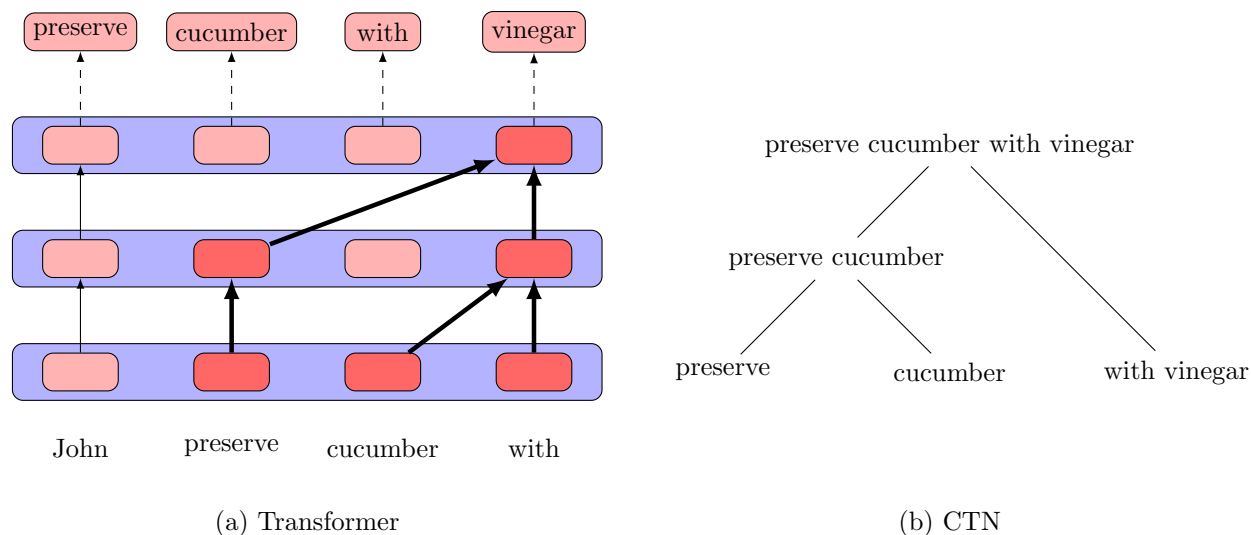 preserve cucumber with vinegar
John preserve cucumber with
(a) Transformer
preserve cucumber with vinegar
preserve cucumber
preserve cucumber with vinegar
(b) CTN